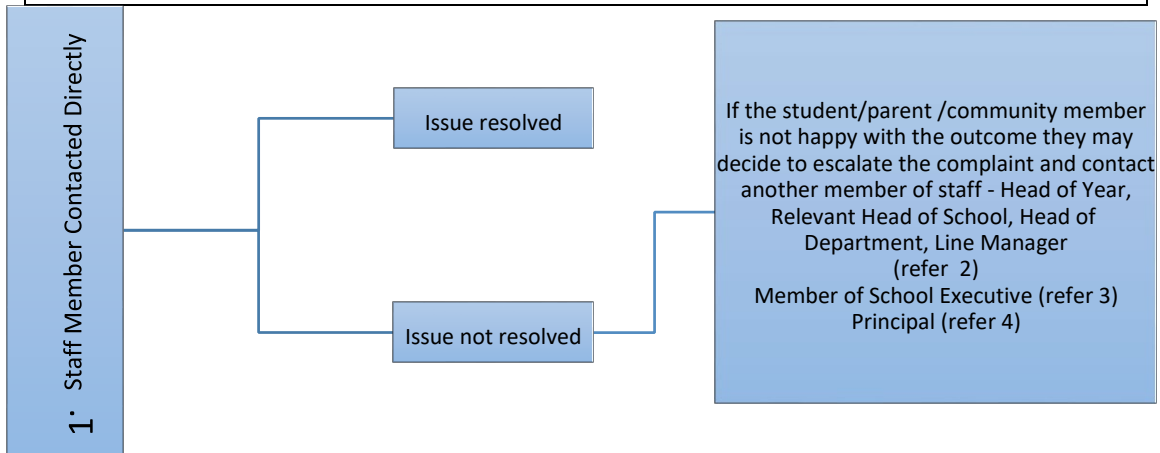 1. Staff Member Contacted Directly
Issue resolved
Issue not resolved
If the student/parent /community member
is not happy with the outcome they may
decide to escalate the complaint and contact
another member of staff - Head of Year,
Relevant Head of School, Head of
Department, Line Manager
(refer 2)
Member of School Executive (refer 3)
Principal (refer 4)